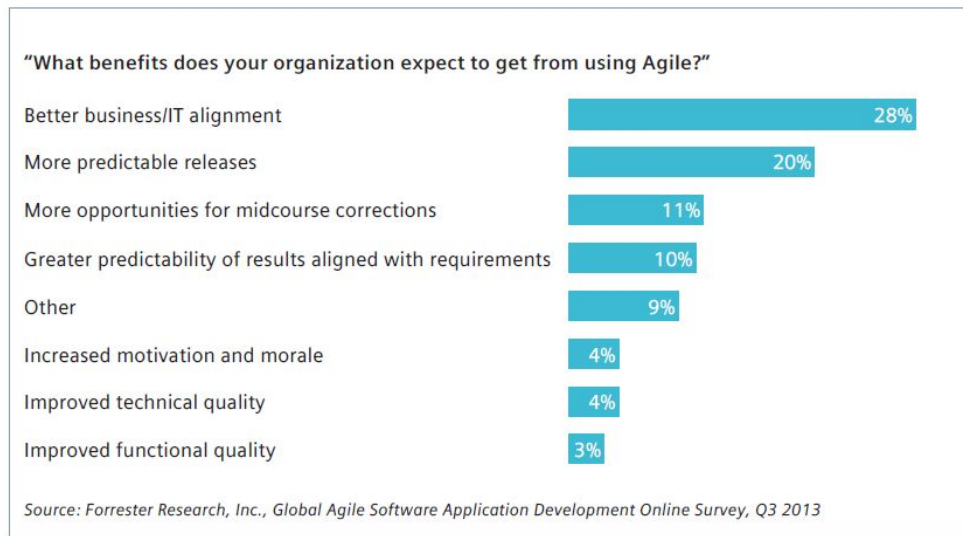 “What benefits does your organization expect to get from using Agile?”
Better business/IT alignment 28%
More predictable releases 20%
More opportunities for midcourse corrections 11%
Greater predictability of results aligned with requirements 10%
Other 9%
Increased motivation and morale 4%
Improved technical quality 4%
Improved functional quality 3%
Source: Forrester Research, Inc., Global Agile Software Application Development Online Survey, Q3 2013